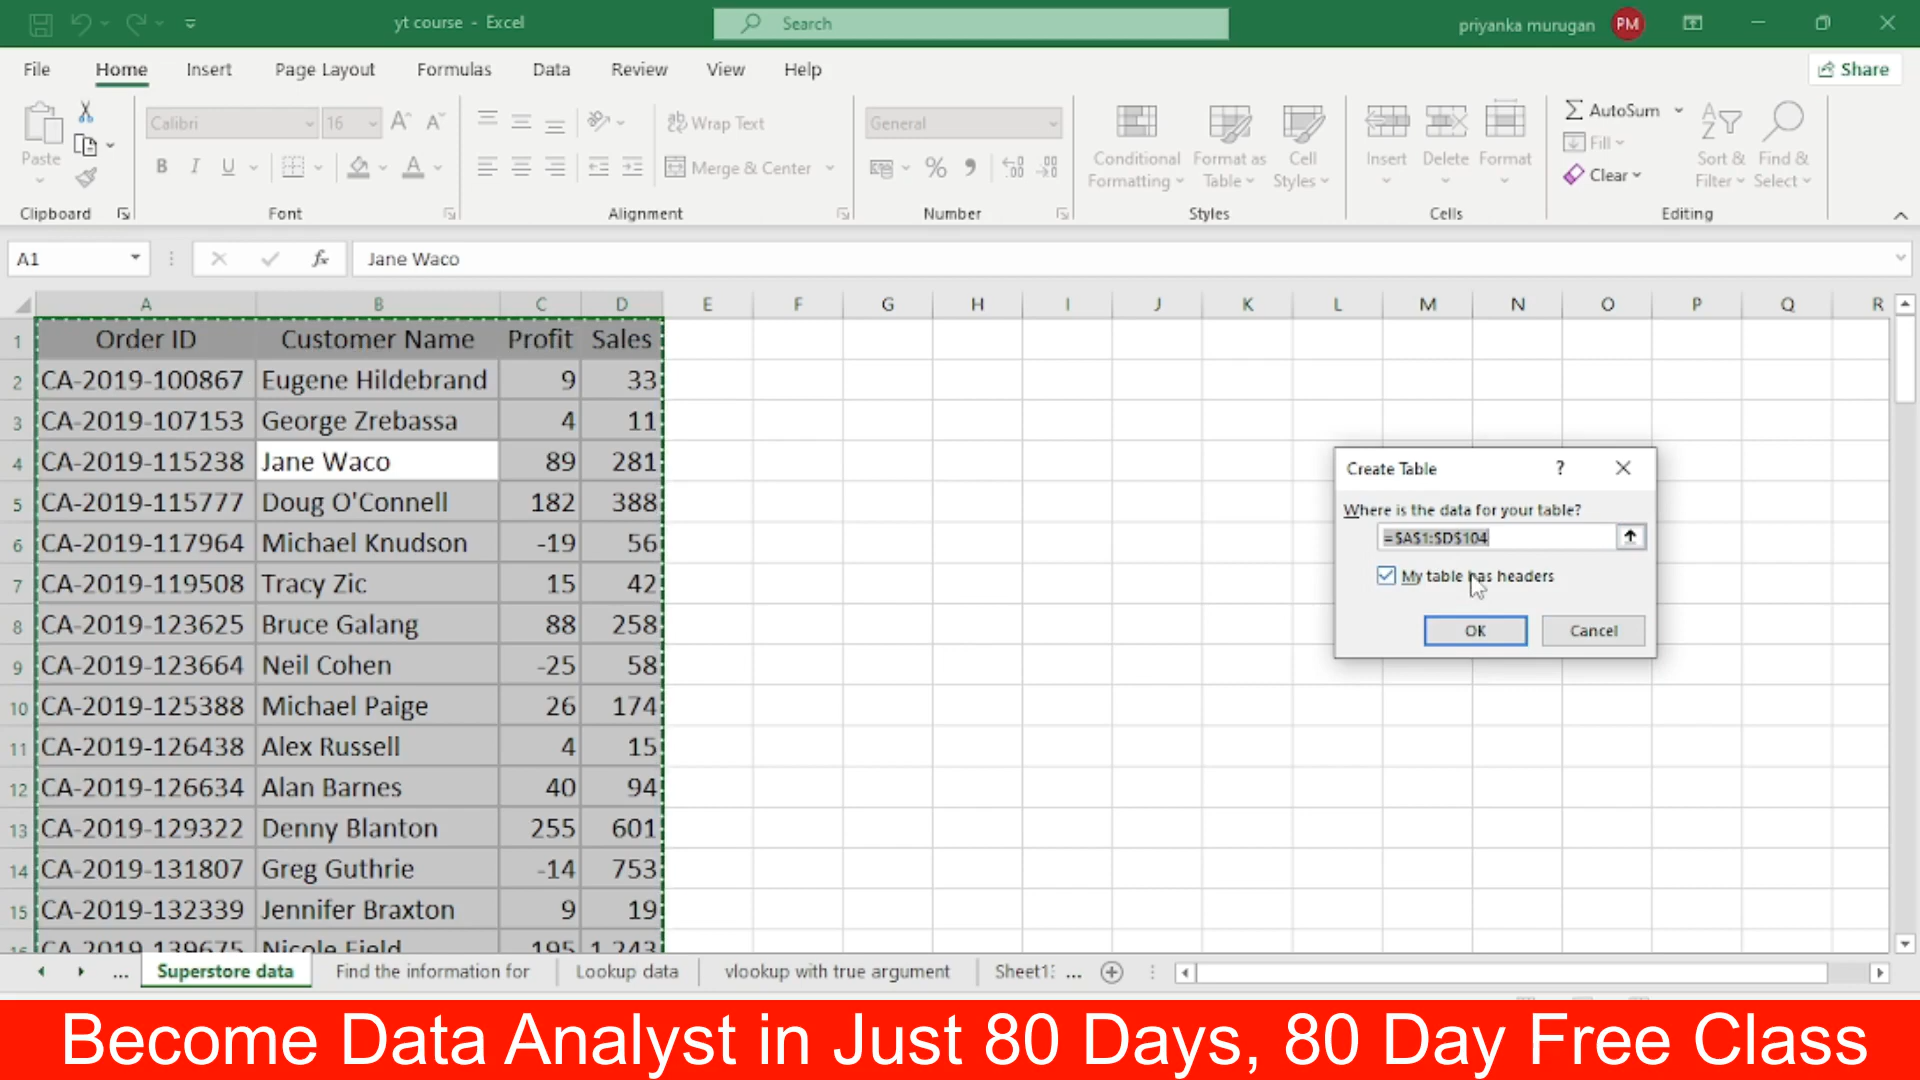 yt course - Excel
Search
priyanka murugan PM
File Home Insert Page Layout Formulas Data Review View Help Share
Paste
Calibri 16
B I U A
Wrap Text
Merge & Center
General
%
Conditional Formatting
Format as Table
Cell Styles
Insert
Delete
Format
AutoSum
Fill
Clear
Sort & Filter
Find & Select
Clipboard Font Alignment Number Styles Cells Editing
A1 fx Jane Waco
A B C D E F G H I J K L M N O P Q R
1 Order ID Customer Name Profit Sales
2 CA-2019-100867 Eugene Hildebrand 9 33
3 CA-2019-107153 George Zrebassa 4 11
4 CA-2019-115238 Jane Waco 89 281
5 CA-2019-115777 Doug O'Connell 182 388
6 CA-2019-117964 Michael Knudson -19 56
7 CA-2019-119508 Tracy Zic 15 42
8 CA-2019-123625 Bruce Galang 88 258
9 CA-2019-123664 Neil Cohen -25 58
10 CA-2019-125388 Michael Paige 26 174
11 CA-2019-126438 Alex Russell 4 15
12 CA-2019-126634 Alan Barnes 40 94
13 CA-2019-129322 Denny Blanton 255 601
14 CA-2019-131807 Greg Guthrie -14 753
15 CA-2019-132339 Jennifer Braxton 9 19
16 CA-2019-139675 Nicole Field 195 1,243
Create Table ?
Where is the data for your table?
=$A$1:$D$104
My table has headers
OK Cancel
... Superstore data Find the information for Lookup data vlookup with true argument Sheet1 ...
Become Data Analyst in Just 80 Days, 80 Day Free Class